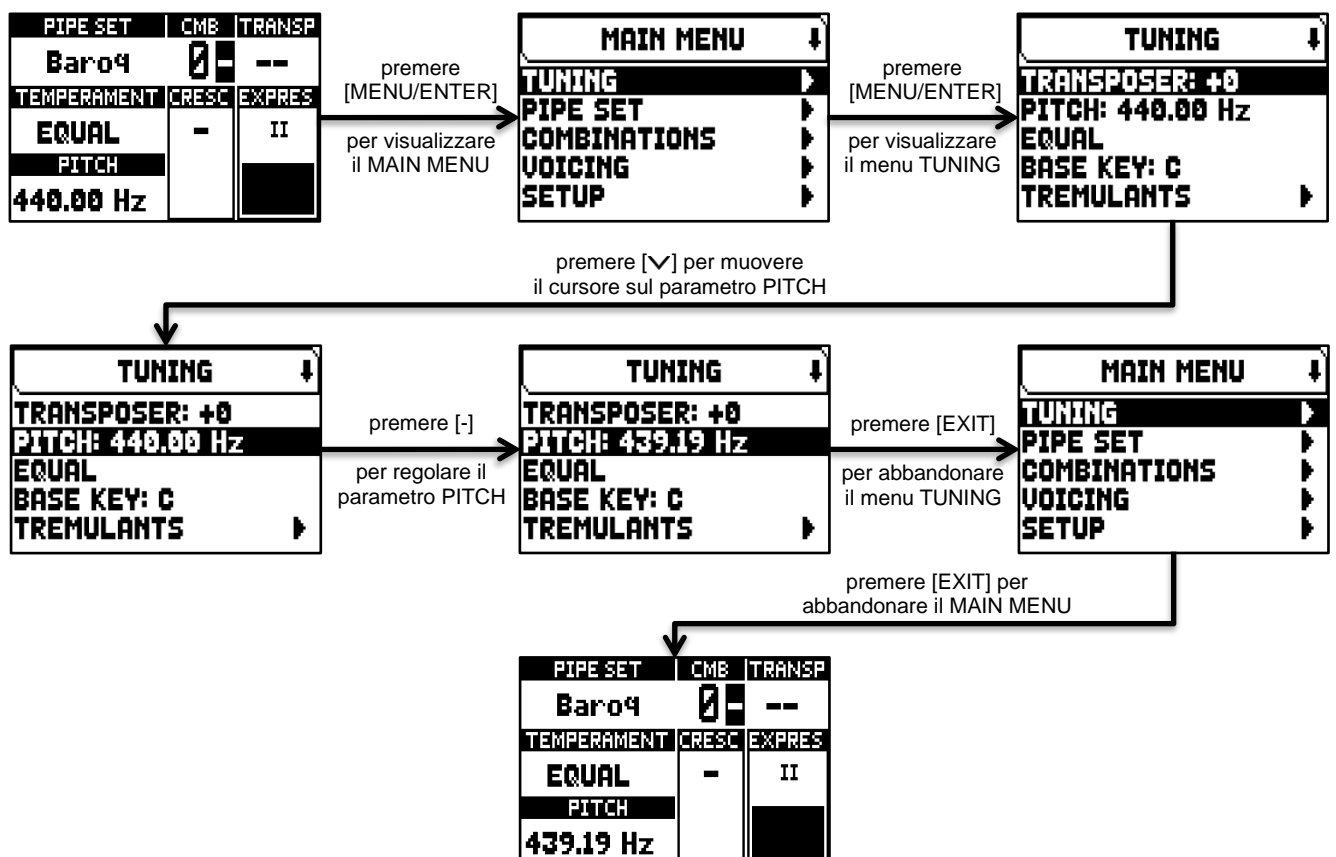 PIPE SET CMB TRANSP
Baroq 0- --
TEMPERAMENT CRESC EXPRES
EQUAL - II
PITCH
440.00 Hz
premere
[MENU/ENTER]
per visualizzare
il MAIN MENU
MAIN MENU
TUNING
PIPE SET
COMBINATIONS
VOICING
SETUP
premere
[MENU/ENTER]
per visualizzare
il menu TUNING
TUNING
TRANSPOSER: +0
PITCH: 440.00 Hz
EQUAL
BASE KEY: C
TREMULANTS
premere [∨] per muovere
il cursore sul parametro PITCH
TUNING
TRANSPOSER: +0
PITCH: 440.00 Hz
EQUAL
BASE KEY: C
TREMULANTS
premere [-]
per regolare il
parametro PITCH
TUNING
TRANSPOSER: +0
PITCH: 439.19 Hz
EQUAL
BASE KEY: C
TREMULANTS
premere [EXIT]
per abbandonare
il menu TUNING
MAIN MENU
TUNING
PIPE SET
COMBINATIONS
VOICING
SETUP
premere [EXIT] per
abbandonare il MAIN MENU
PIPE SET CMB TRANSP
Baroq 0- --
TEMPERAMENT CRESC EXPRES
EQUAL - II
PITCH
439.19 Hz